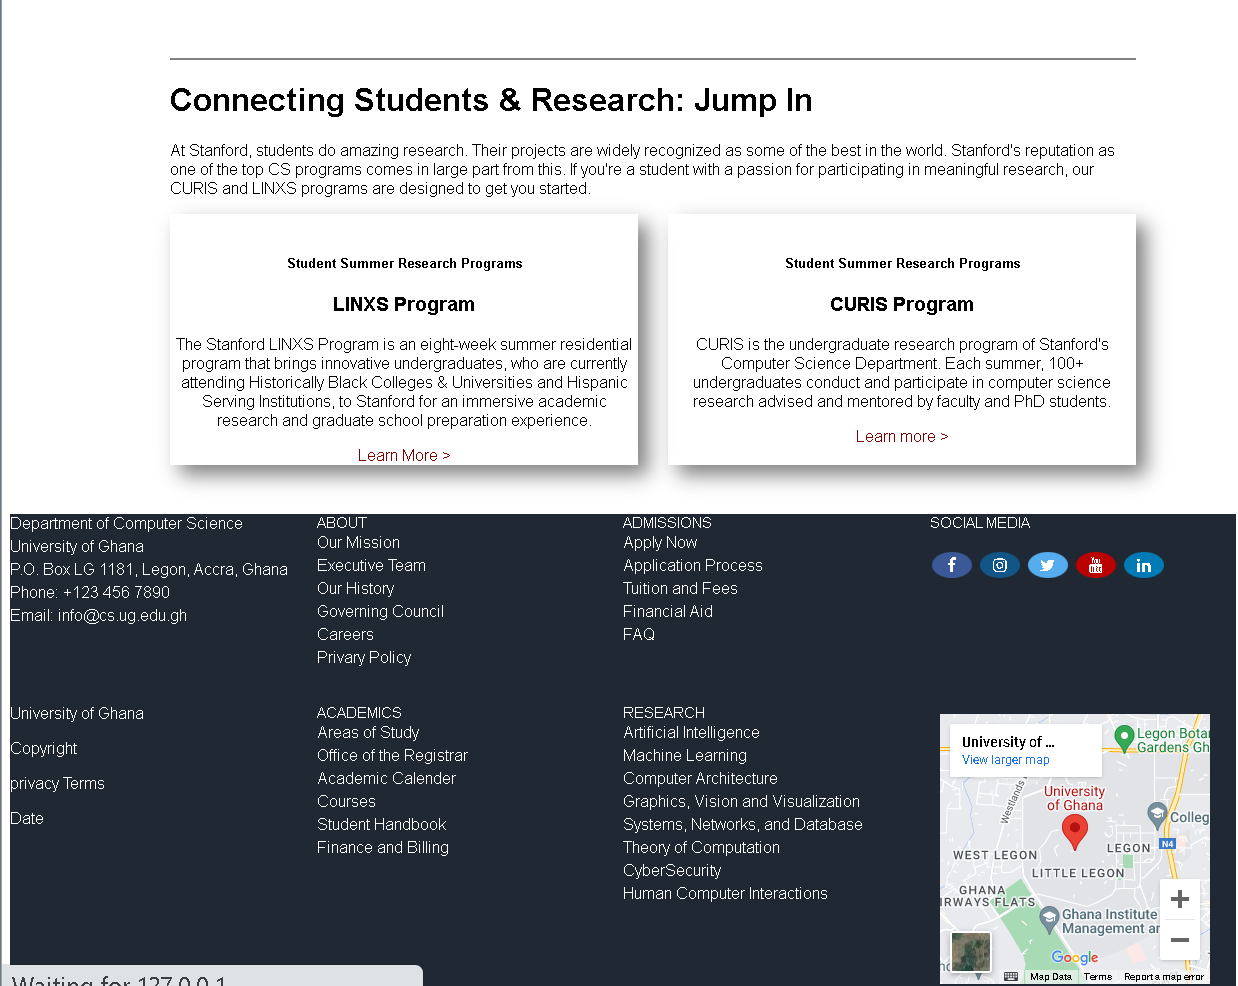 Connecting Students & Research: Jump In
At Stanford, students do amazing research. Their projects are widely recognized as some of the best in the world. Stanford's reputation as
one of the top CS programs comes in large part from this. If you're a student with a passion for participating in meaningful research, our
CURIS and LINXS programs are designed to get you started.
Student Summer Research Programs
LINXS Program
The Stanford LINXS Program is an eight-week summer residential
program that brings innovative undergraduates, who are currently
attending Historically Black Colleges & Universities and Hispanic
Serving Institutions, to Stanford for an immersive academic
research and graduate school preparation experience.
Learn More >
Student Summer Research Programs
CURIS Program
CURIS is the undergraduate research program of Stanford's
Computer Science Department. Each summer, 100+
undergraduates conduct and participate in computer science
research advised and mentored by faculty and PhD students.
Learn more >
Department of Computer Science
University of Ghana
P.O. Box LG 1181, Legon, Accra, Ghana
Phone: +123 456 7890
Email: info@cs.ug.edu.gh
ABOUT
Our Mission
Executive Team
Our History
Governing Council
Careers
Privary Policy
ADMISSIONS
Apply Now
Application Process
Tuition and Fees
Financial Aid
FAQ
SOCIAL MEDIA
University of Ghana
Copyright
privacy Terms
Date
ACADEMICS
Areas of Study
Office of the Registrar
Academic Calender
Courses
Student Handbook
Finance and Billing
RESEARCH
Artificial Intelligence
Machine Learning
Computer Architecture
Graphics, Vision and Visualization
Systems, Networks, and Database
Theory of Computation
CyberSecurity
Human Computer Interactions
University of ...
View larger map
Legon Bota
Gardens Gh
Westlands
University
of Ghana
Colleg
N4
LEGON
WEST LEGON
LITTLE LEGON
GHANA
IRWAYS FLATS
Ghana Institute
Management an
Google
Map Data
Terms
Report a map error
Waiting for 127.0.0.1